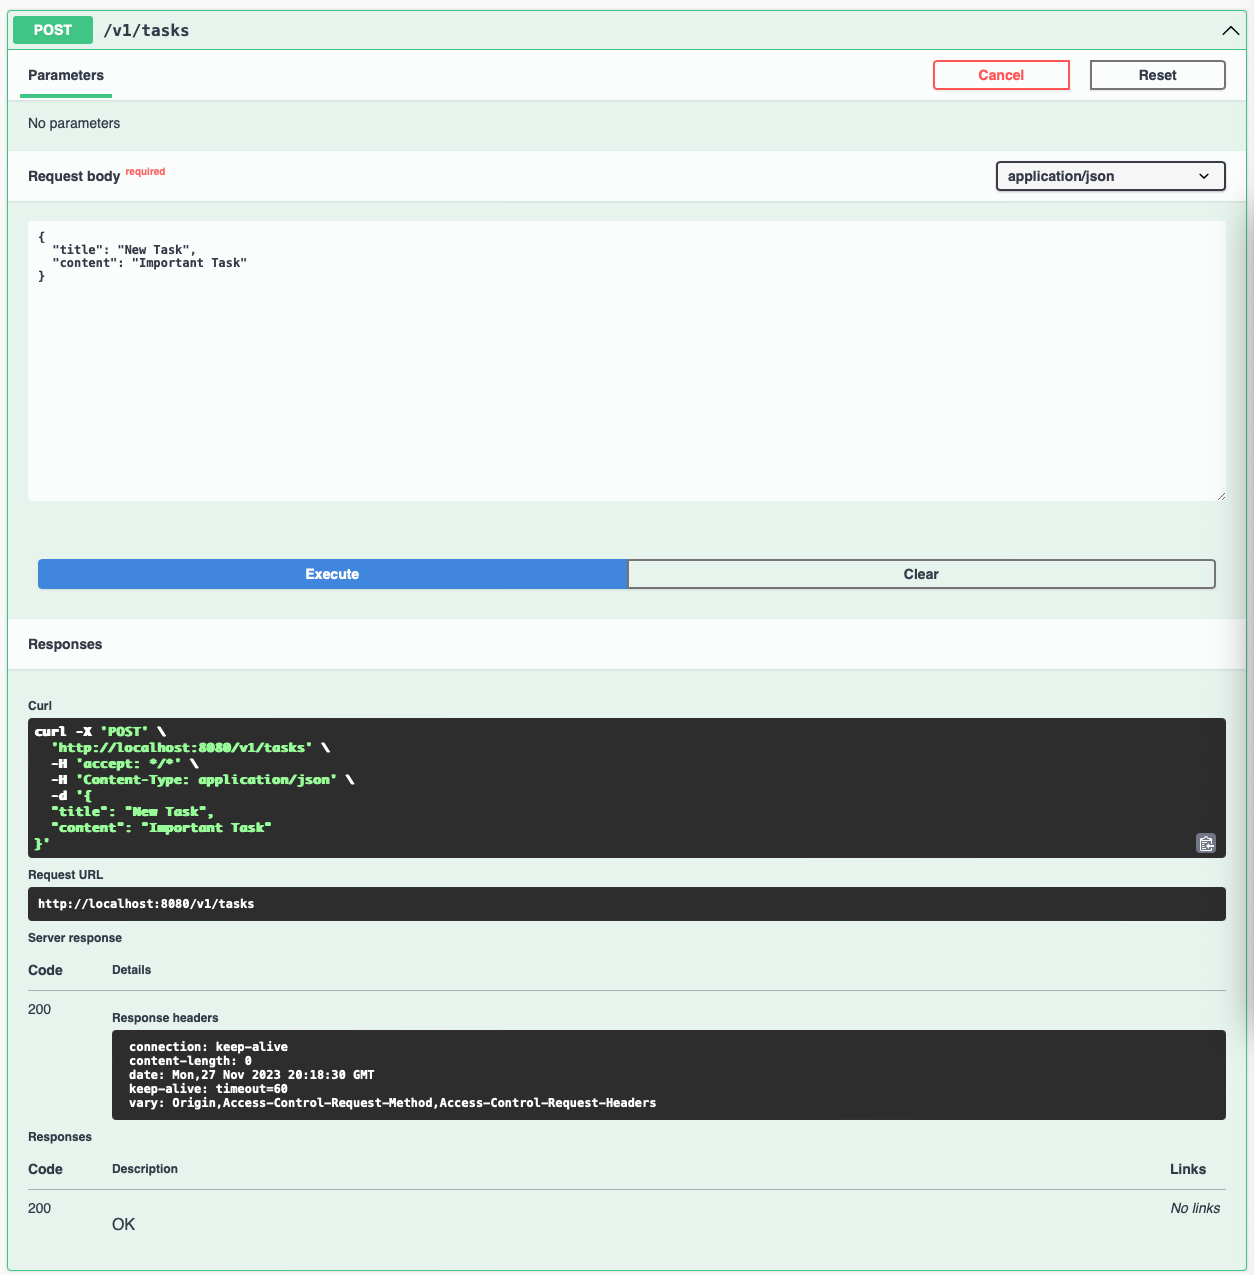 POST /v1/tasks
Parameters
Cancel
Reset
No parameters
Request body required
application/json
{
"title": "New Task",
"content": "Important Task"
}
Execute
Clear
Responses
Curl
curl -X 'POST' \
'http://localhost:8080/v1/tasks' \
-H 'accept: */*' \
-H 'Content-Type: application/json' \
-d '{
"title": "New Task",
"content": "Important Task"
}'
Request URL
http://localhost:8080/v1/tasks
Server response
Code Details
200
Response headers
connection: keep-alive
content-length: 0
date: Mon,27 Nov 2023 20:18:30 GMT
keep-alive: timeout=60
vary: Origin,Access-Control-Request-Method,Access-Control-Request-Headers
Responses
Code Description Links
200 No links
OK